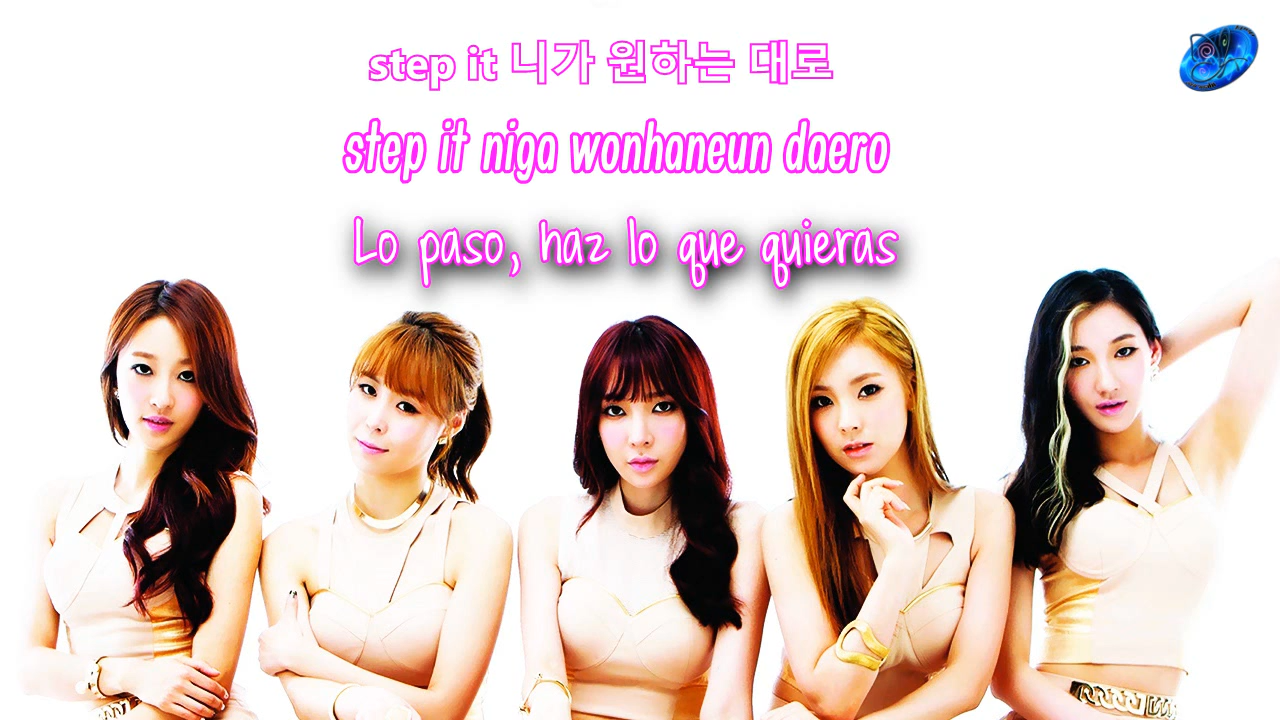 step it 니가 원하는 대로
step it niga wonhaneun daero
Lo paso, haz lo que quieras